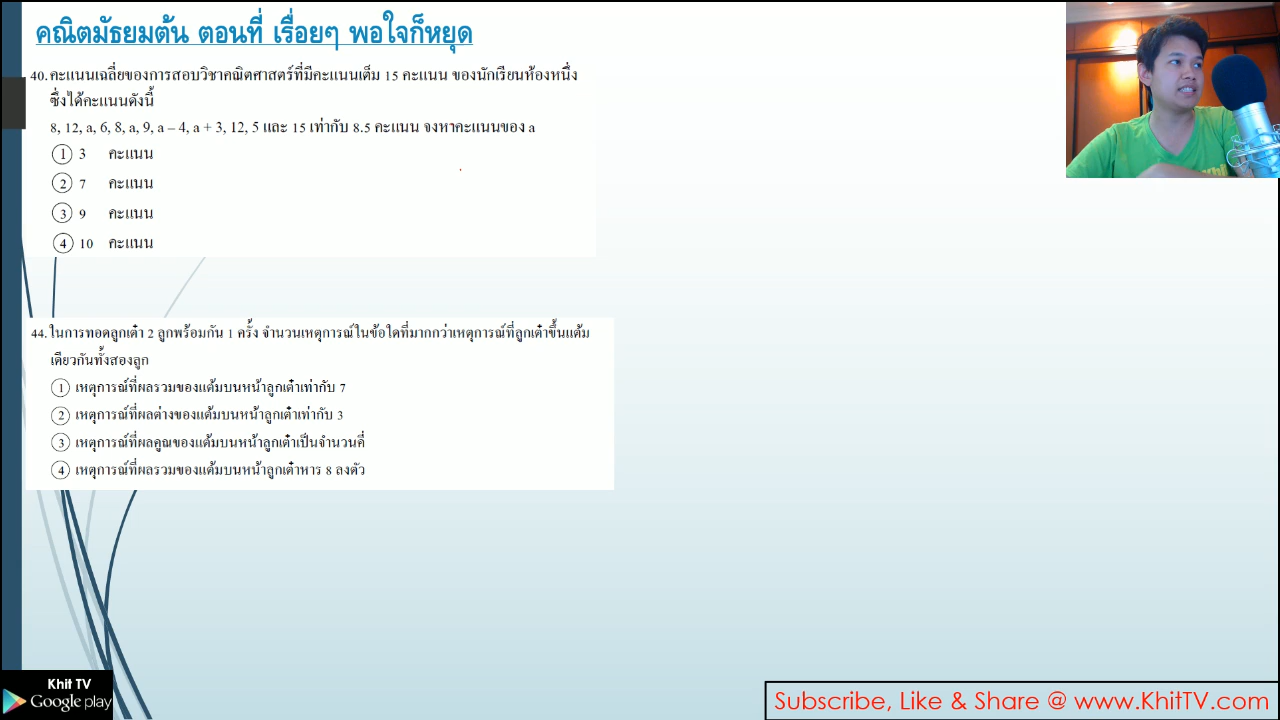 คณิตมัธยมต้น ตอนที่ เรื่อยๆ พอใจก็หยุด
40. คะแนนเฉลี่ยของการสอบวิชาคณิตศาสตร์ที่มีคะแนนเต็ม 15 คะแนน ของนักเรียนห้องหนึ่ง
ซึ่งได้คะแนนดังนี้
8, 12, a, 6, 8, a, 9, a – 4, a + 3, 12, 5 และ 15 เท่ากับ 8.5 คะแนน จงหาคะแนนของ a
1 3 คะแนน
2 7 คะแนน
3 9 คะแนน
4 10 คะแนน
44. ในการทอดลูกเต๋า 2 ลูกพร้อมกัน 1 ครั้ง จำนวนเหตุการณ์ในข้อใดที่มากกว่าเหตุการณ์ที่ลูกเต๋าขึ้นแต้ม
เดียวกันทั้งสองลูก
1 เหตุการณ์ที่ผลรวมของแต้มบนหน้าลูกเต๋าเท่ากับ 7
2 เหตุการณ์ที่ผลต่างของแต้มบนหน้าลูกเต๋าเท่ากับ 3
3 เหตุการณ์ที่ผลคูณของแต้มบนหน้าลูกเต๋าเป็นจำนวนคี่
4 เหตุการณ์ที่ผลรวมของแต้มบนหน้าลูกเต๋าหาร 8 ลงตัว
Khit TV
Google play
Subscribe, Like & Share @ www.KhitTV.com